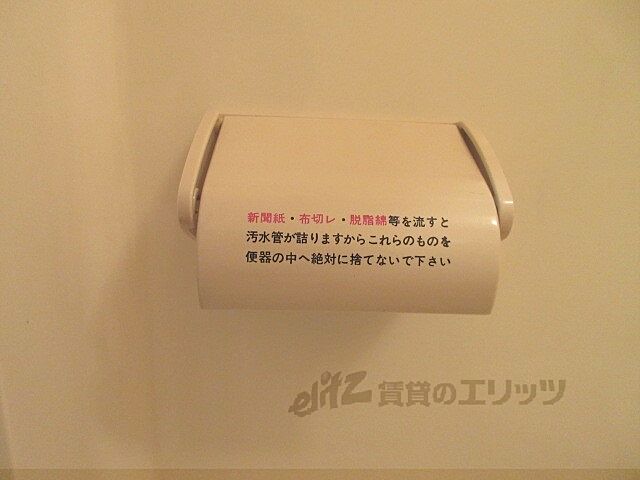 新聞紙・布切レ・脱脂綿等を流すと
汚水管が詰りますからこれらのものを
便器の中へ絶対に捨てないで下さい
elitz 賃貸のエリッツ